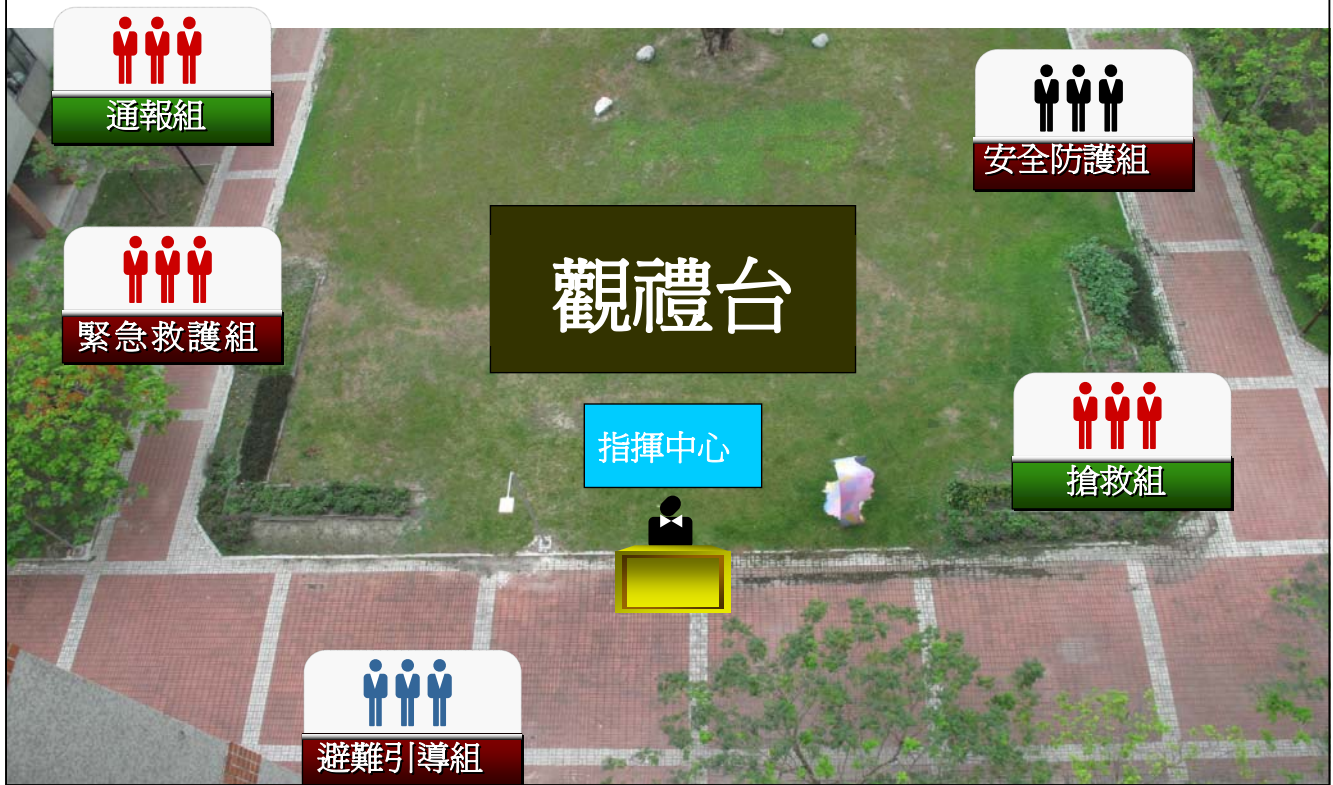 通報組
安全防護組
緊急救護組
觀禮台
指揮中心
搶救組
避難引導組